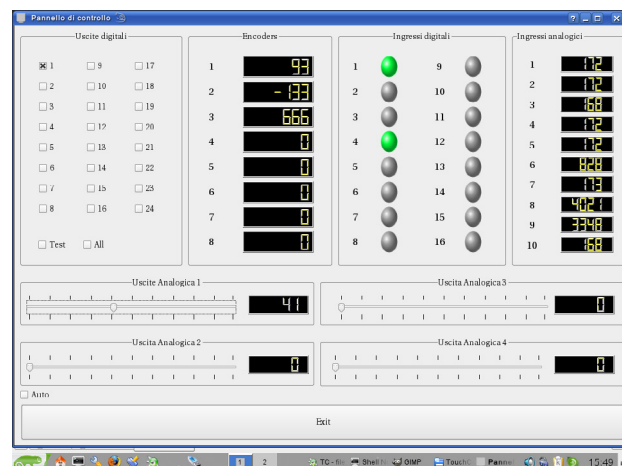 Pannello di controllo
Uscite digitali
1 9 17
2 10 18
3 11 19
4 12 20
5 13 21
6 14 22
7 15 23
8 16 24
Test All
Encoders
1 93
2 -133
3 666
4 0
5 0
6 0
7 0
8 0
Ingressi digitali
1 9
2 10
3 11
4 12
5 13
6 14
7 15
8 16
Ingressi analogici
1 172
2 172
3 168
4 172
5 172
6 828
7 173
8 4021
9 3348
10 168
Uscite Analogica 1
41
Uscita Analogica 3
0
Uscita Analogica 2
0
Uscita Analogica 4
0
Auto
Exit
1 2 TC - Shell GIMP Touch Panne 15:49